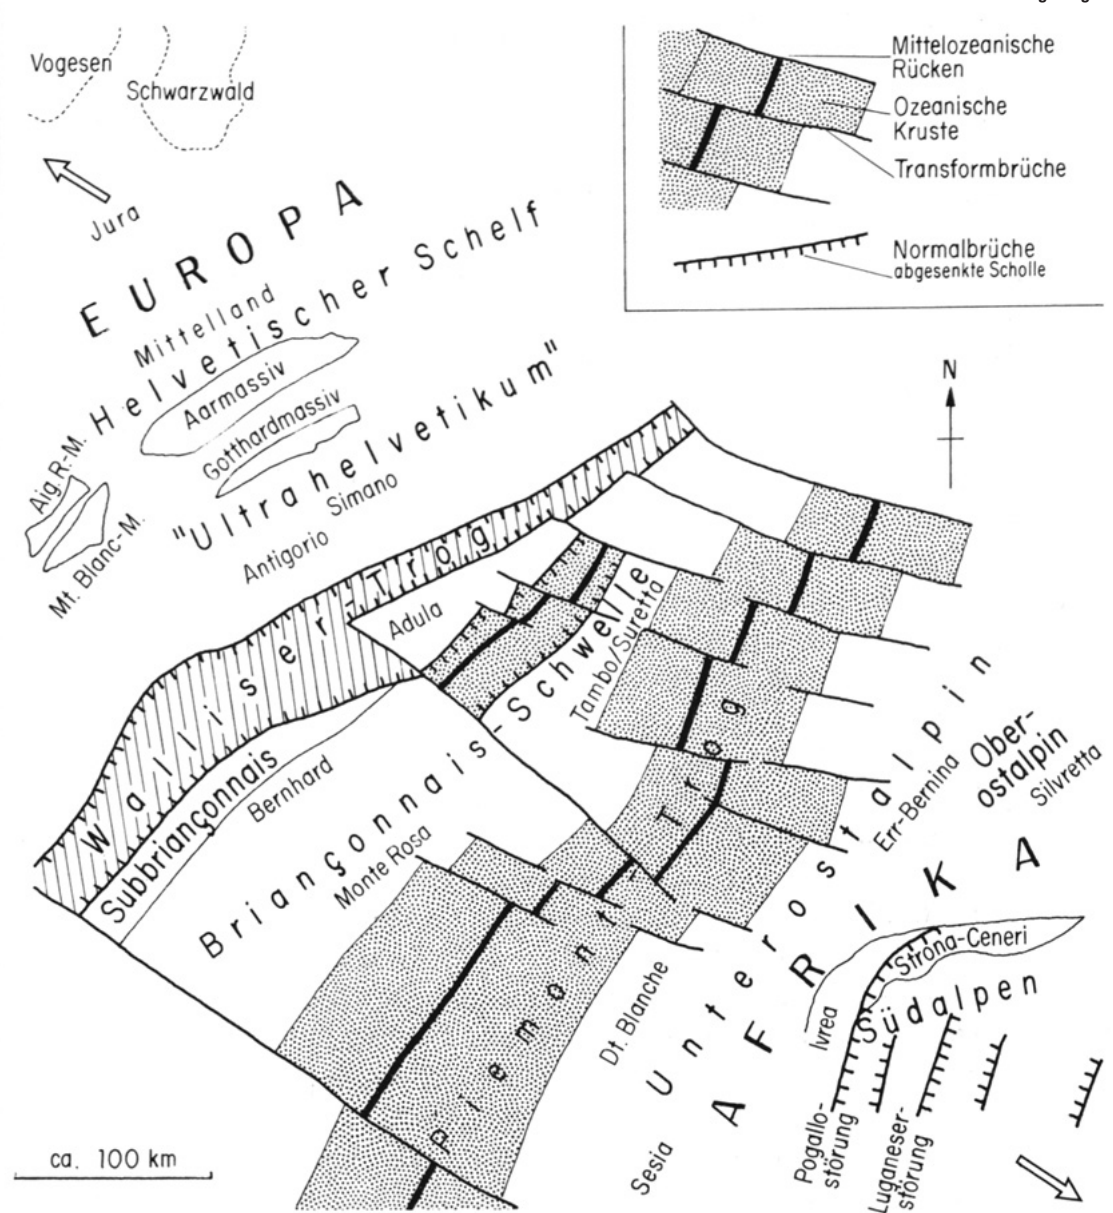 Vogesen
Schwarzwald
Jura
EUROPA
Mittelland
Helvetischer Schelf
Aarmassiv
Gotthardmassiv
Aig.R.-M.
Mt. Blanc-M.
"Ultrahelvetikum"
Simano
Antigorio
Mittelozeanische
Rücken
Ozeanische
Kruste
Transformbrüche
Normalbrüche
abgesenkte Scholle
N
Walliser-Trog
Adula
Subbriançonnais
Bernhard
Briançonnais-Schwelle
Tambo/Suretta
Monte Rosa
Piemont-Trog
Unterostalpin
Err-Bernina
Ober-
ostalpin
Silvretta
AFRIKA
Dt. Blanche
Sesia
Ivrea
Strona-Ceneri
Südalpen
Pogallo-
störung
Luganeser-
störung
ca. 100 km